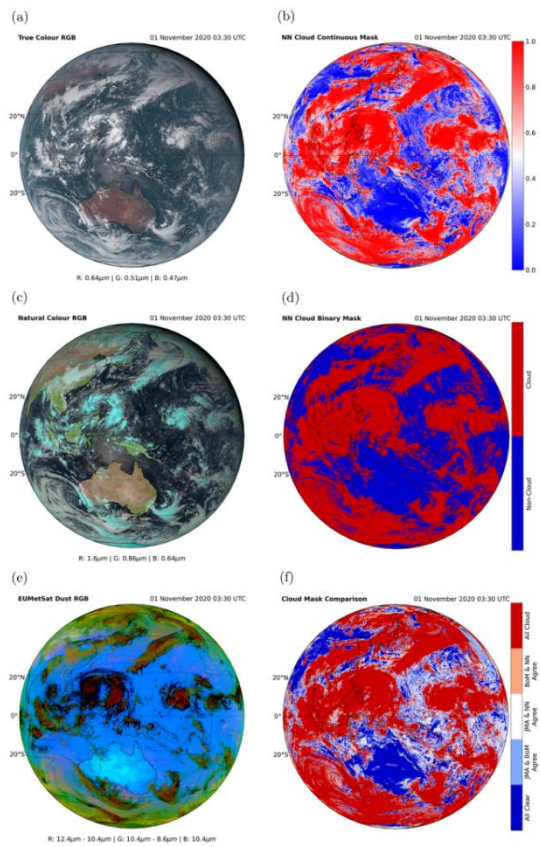 (a)
True Colour RGB 01 November 2020 03:30 UTC
20°N
0°
20°S
R: 0.64μm | G: 0.51μm | B: 0.47μm
(b)
NN Cloud Continuous Mask 01 November 2020 03:30 UTC
20°N
0°
20°S
1.0
0.8
0.6
0.4
0.2
0.0
(c)
Natural Colour RGB 01 November 2020 03:30 UTC
20°N
0°
20°S
R: 1.6μm | G: 0.86μm | B: 0.64μm
(d)
NN Cloud Binary Mask 01 November 2020 03:30 UTC
20°N
0°
20°S
Cloud
Non-Cloud
(e)
EUMetSat Dust RGB 01 November 2020 03:30 UTC
20°N
0°
20°S
R: 12.4μm - 10.4μm | G: 10.4μm - 8.6μm | B: 10.4μm
(f)
Cloud Mask Comparison 01 November 2020 03:30 UTC
20°N
0°
20°S
All Cloud
BoM & NN
Agree
JMA & NN
Agree
JMA & BoM
Agree
All Clear